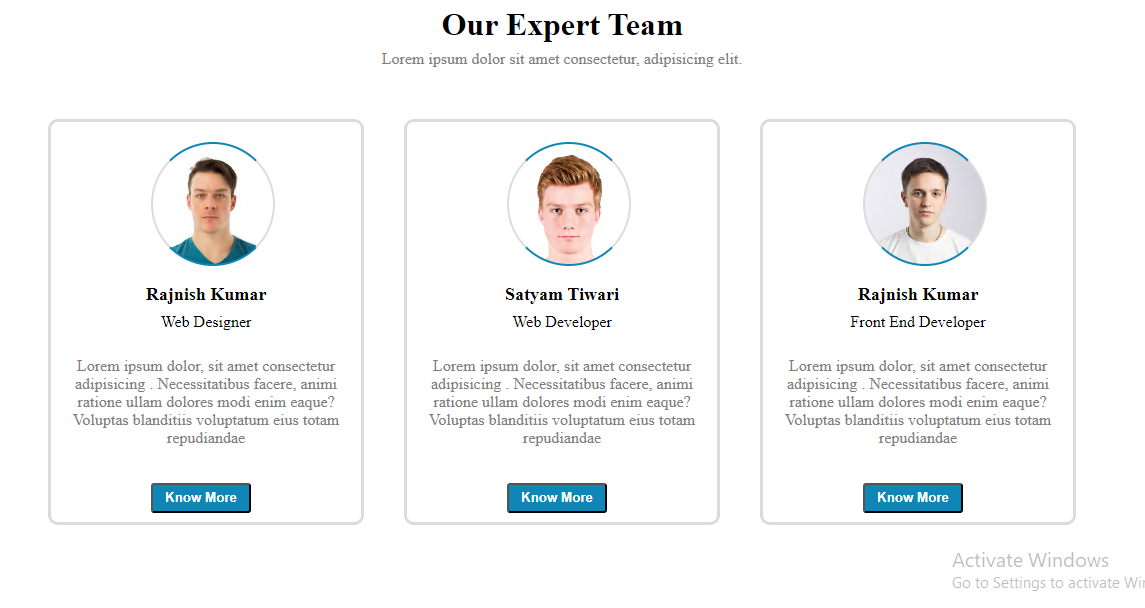 Our Expert Team
Lorem ipsum dolor sit amet consectetur, adipisicing elit.
Rajnish Kumar
Web Designer
Lorem ipsum dolor, sit amet consectetur
adipisicing . Necessitatibus facere, animi
ratione ullam dolores modi enim eaque?
Voluptas blanditiis voluptatum eius totam
repudiandae
Know More
Satyam Tiwari
Web Developer
Lorem ipsum dolor, sit amet consectetur
adipisicing . Necessitatibus facere, animi
ratione ullam dolores modi enim eaque?
Voluptas blanditiis voluptatum eius totam
repudiandae
Know More
Rajnish Kumar
Front End Developer
Lorem ipsum dolor, sit amet consectetur
adipisicing . Necessitatibus facere, animi
ratione ullam dolores modi enim eaque?
Voluptas blanditiis voluptatum eius totam
repudiandae
Know More
Activate Windows
Go to Settings to activate Wi